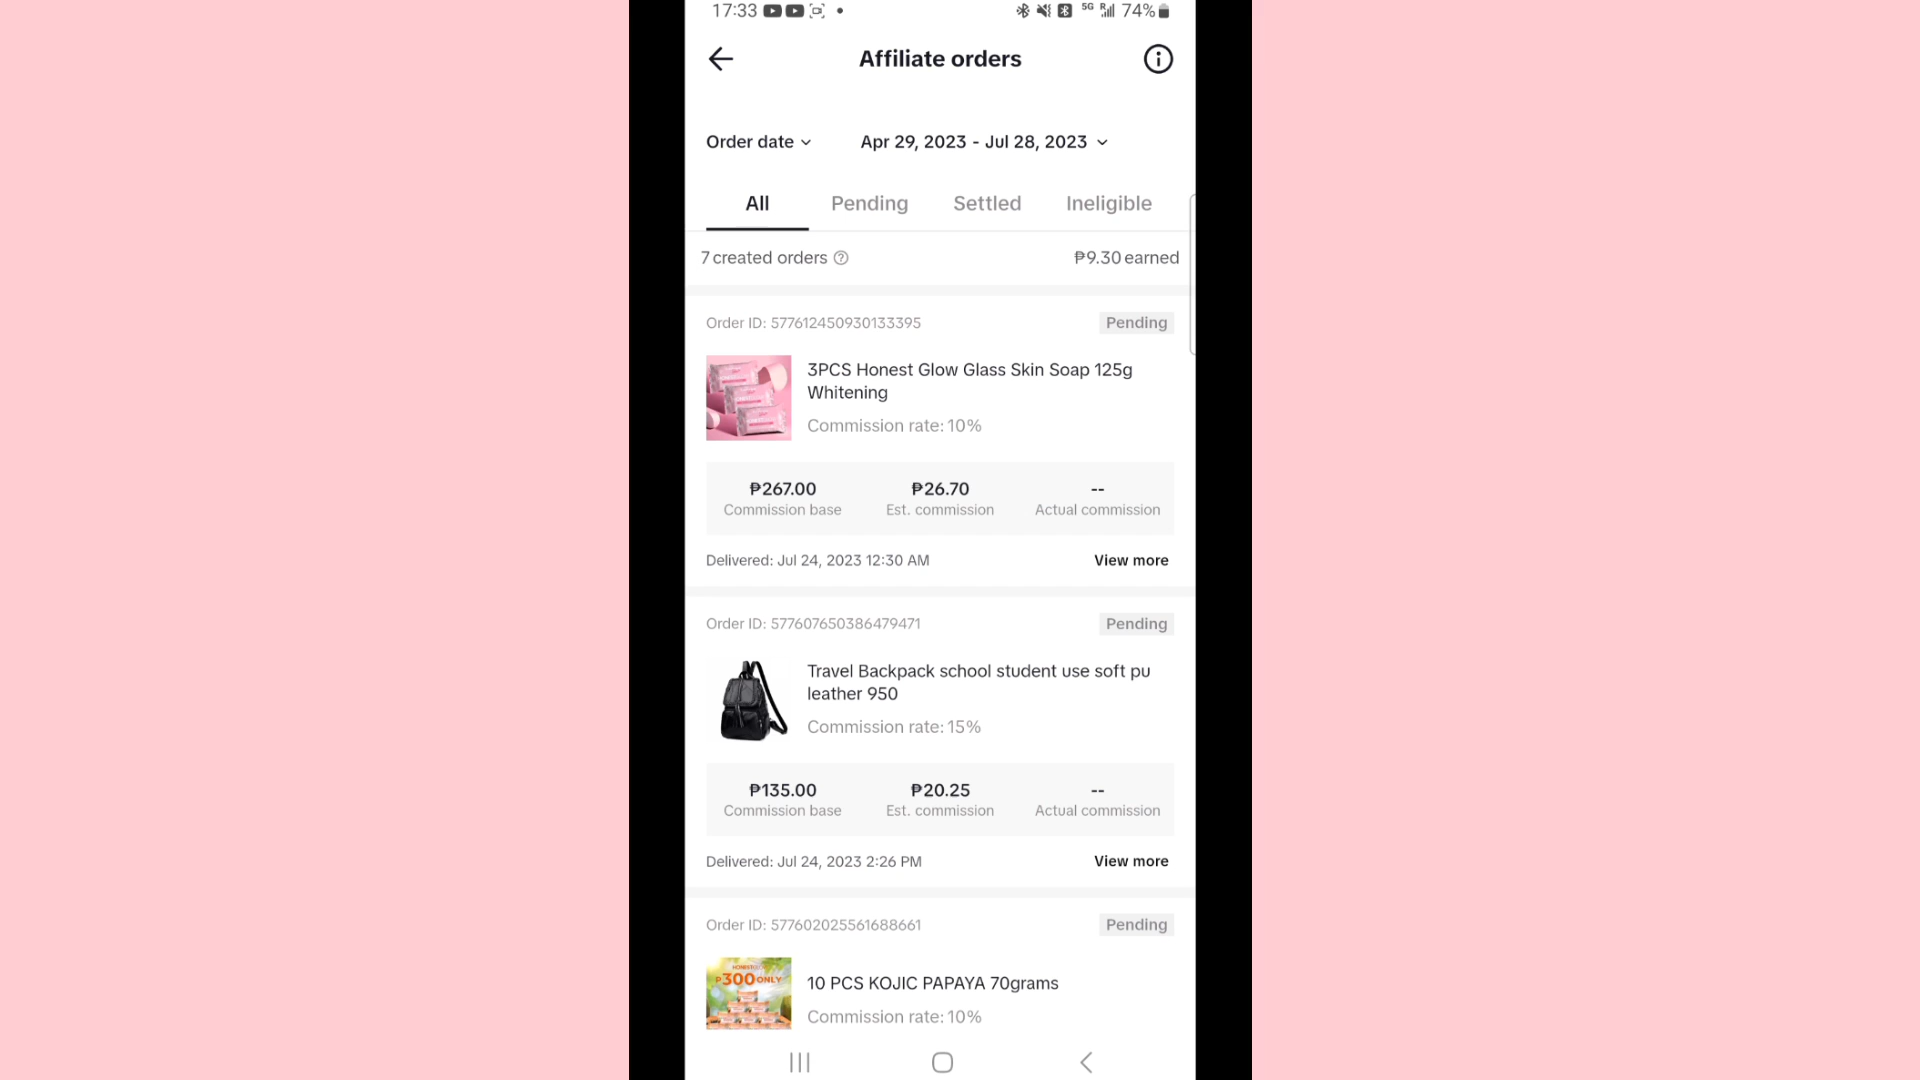 17:33 5G R 74%
Affiliate orders
Order date Apr 29, 2023 - Jul 28, 2023
All Pending Settled Ineligible
7 created orders ₱9.30 earned
Order ID: 577612450930133395 Pending
3PCS Honest Glow Glass Skin Soap 125g
Whitening
Commission rate: 10%
₱267.00 ₱26.70 --
Commission base Est. commission Actual commission
Delivered: Jul 24, 2023 12:30 AM View more
Order ID: 577607650386479471 Pending
Travel Backpack school student use soft pu
leather 950
Commission rate: 15%
₱135.00 ₱20.25 --
Commission base Est. commission Actual commission
Delivered: Jul 24, 2023 2:26 PM View more
Order ID: 577602025561688661 Pending
₱300 ONLY
10 PCS KOJIC PAPAYA 70grams
Commission rate: 10%